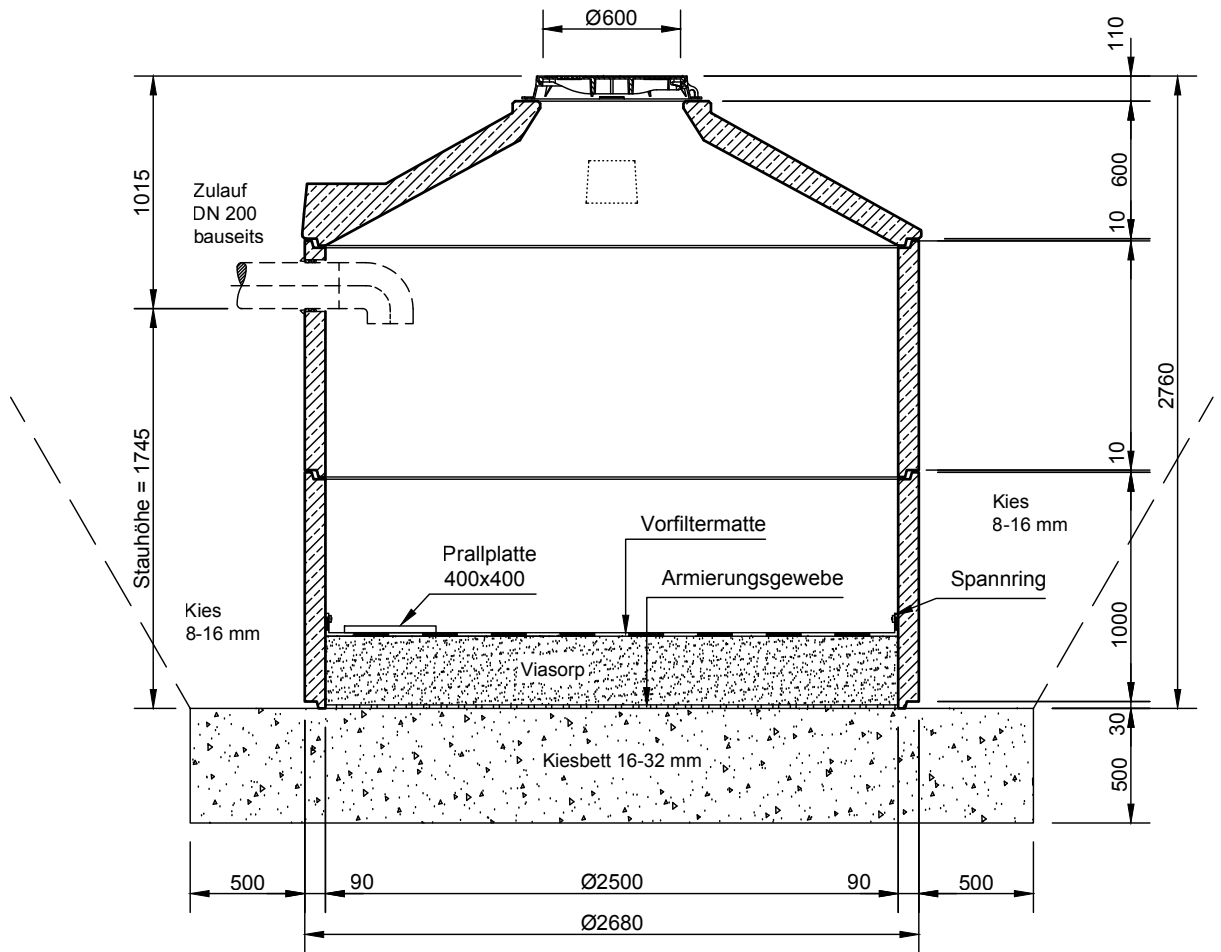 Ø600
110
1015
Zulauf
DN 200
bauseits
600
10
2760
Stauhöhe = 1745
10
Kies
8-16 mm
Vorfiltermatte
Prallplatte
400x400
Armierungsgewebe
Spannring
Kies
8-16 mm
1000
Viasorp
30
Kiesbett 16-32 mm
500
500
90
Ø2500
90
500
Ø2680